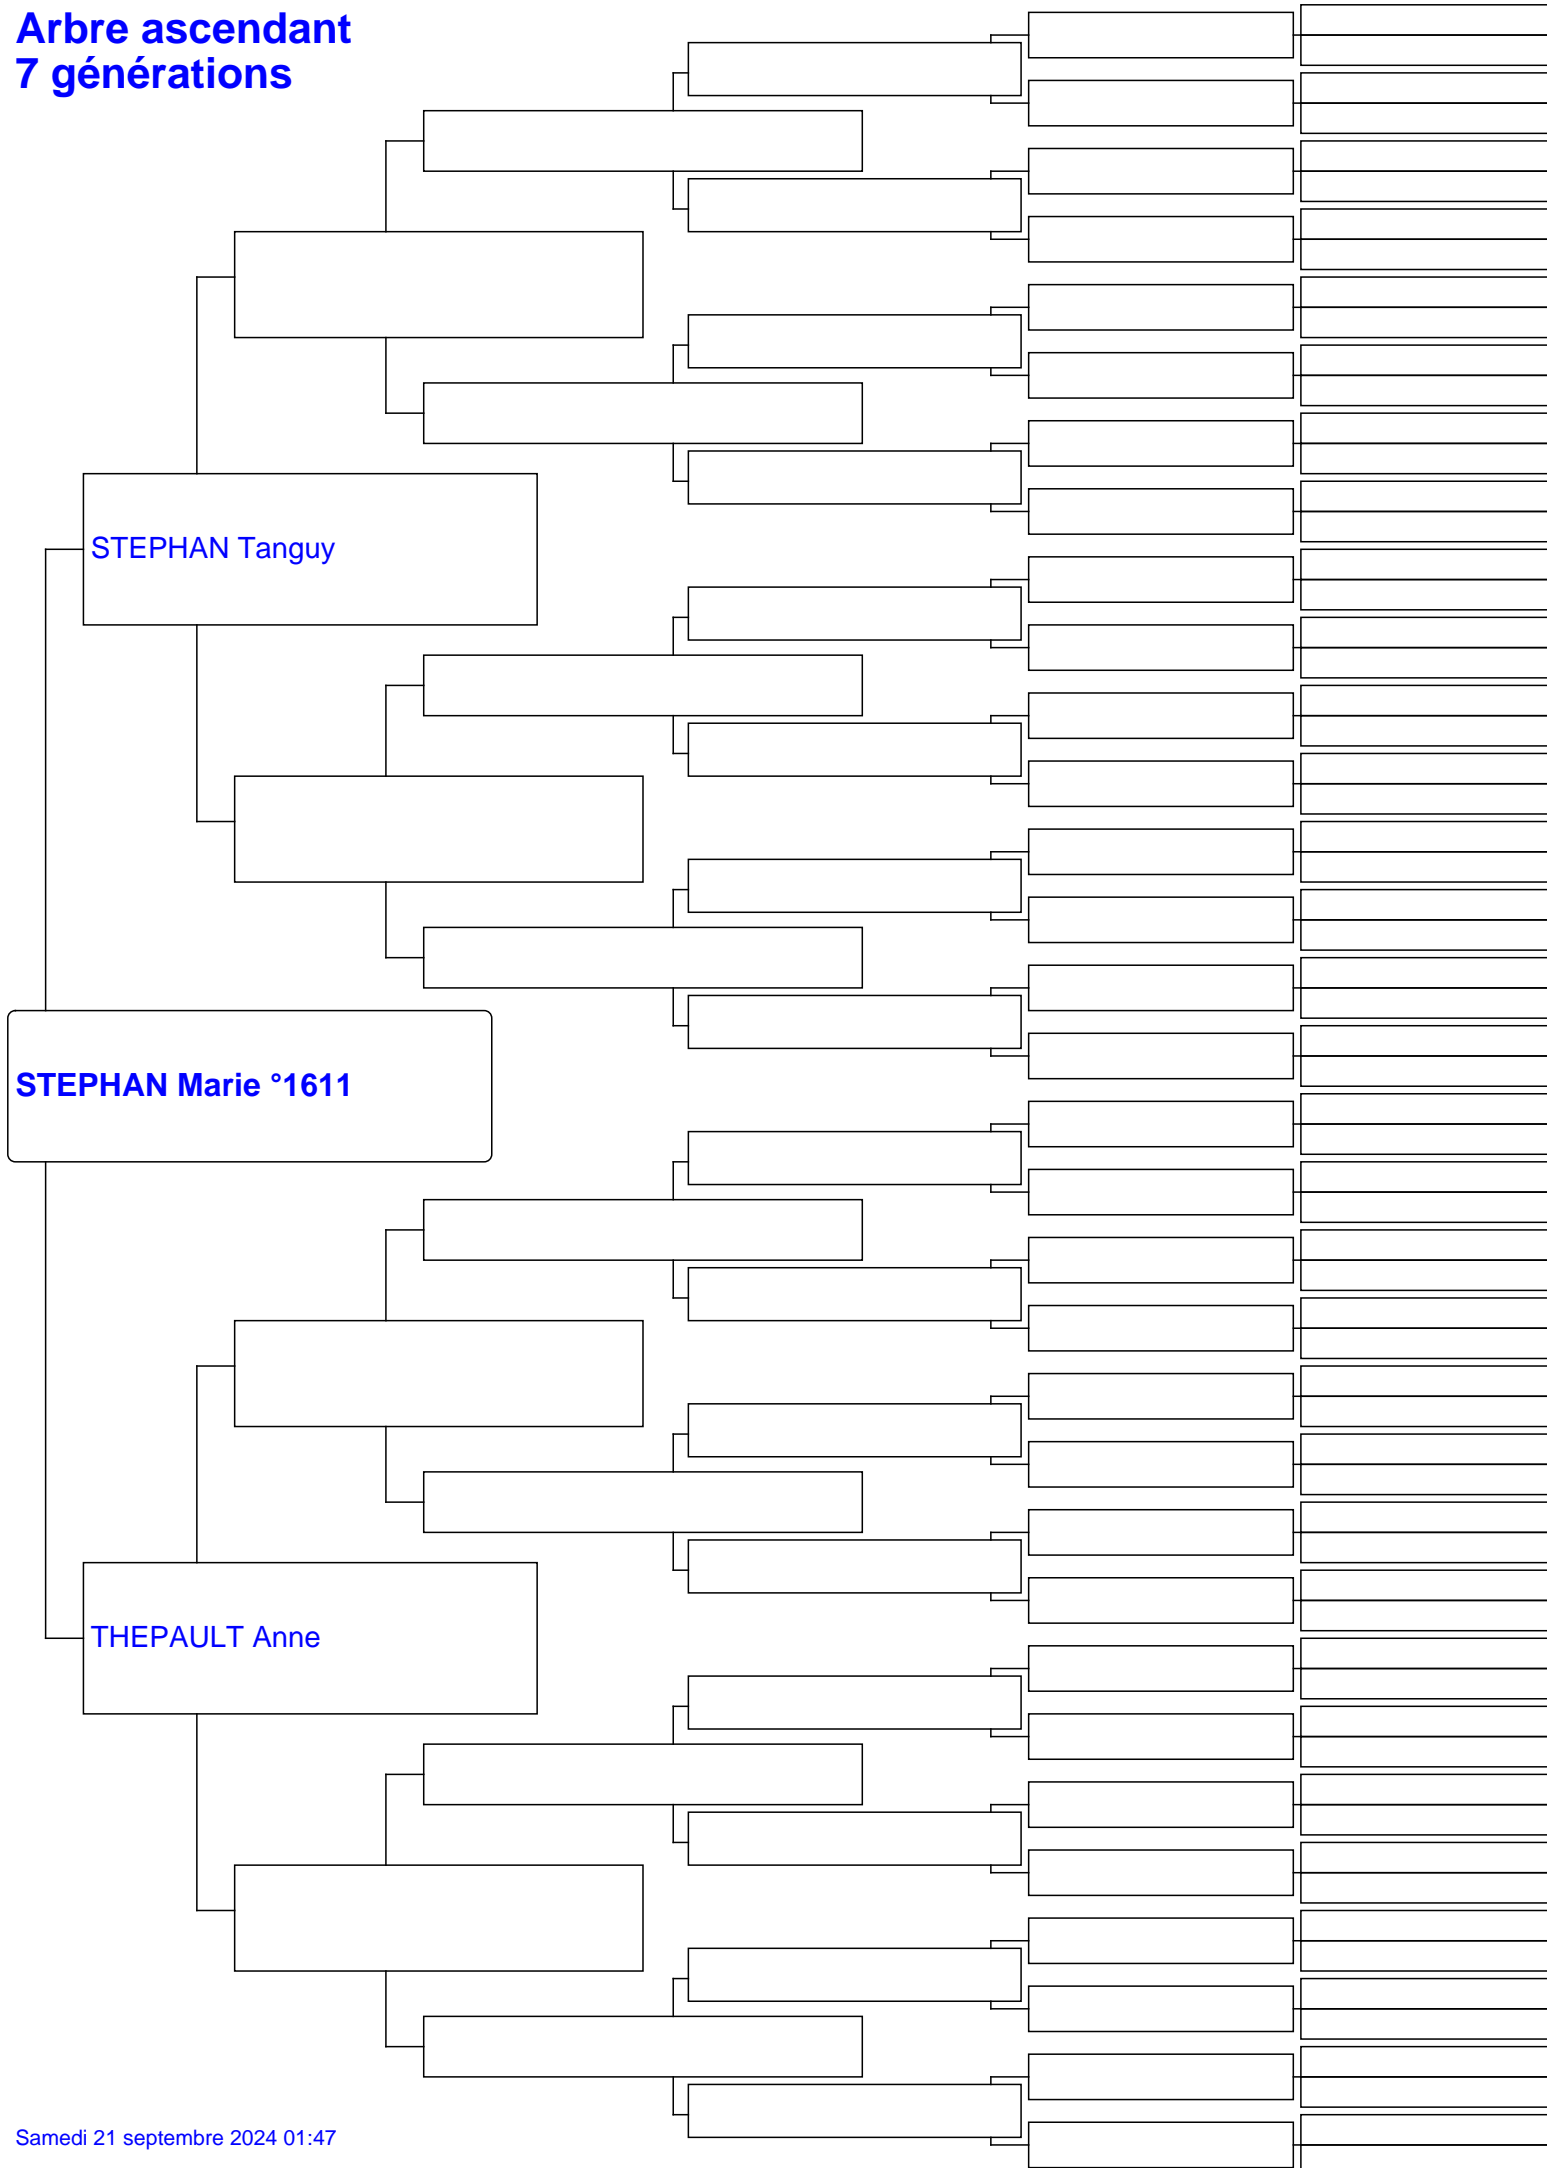 Arbre ascendant
7 générations
STEPHAN Tanguy
STEPHAN Marie °1611
THEPAULT Anne
Samedi 21 septembre 2024 01:47